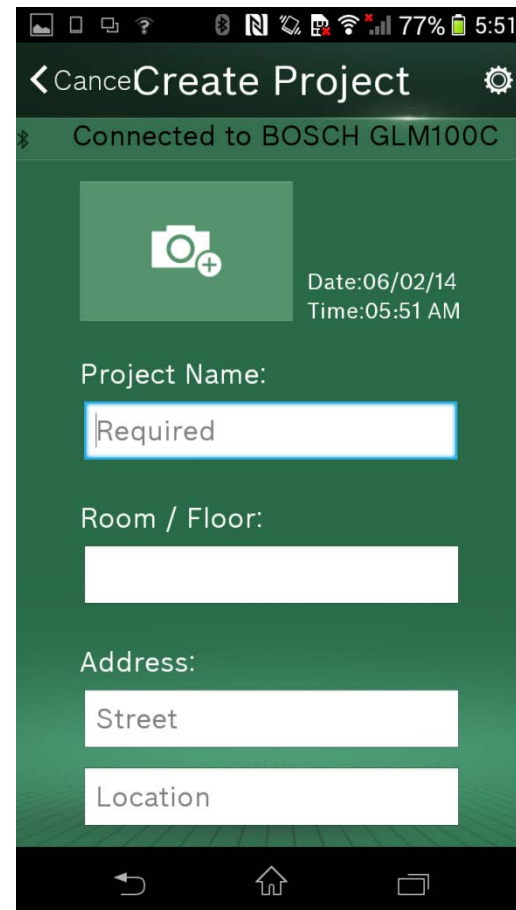 77% 5:51
Cancel Create Project
Connected to BOSCH GLM100C
Date:06/02/14
Time:05:51 AM
Project Name:
Required
Room / Floor:
Address:
Street
Location